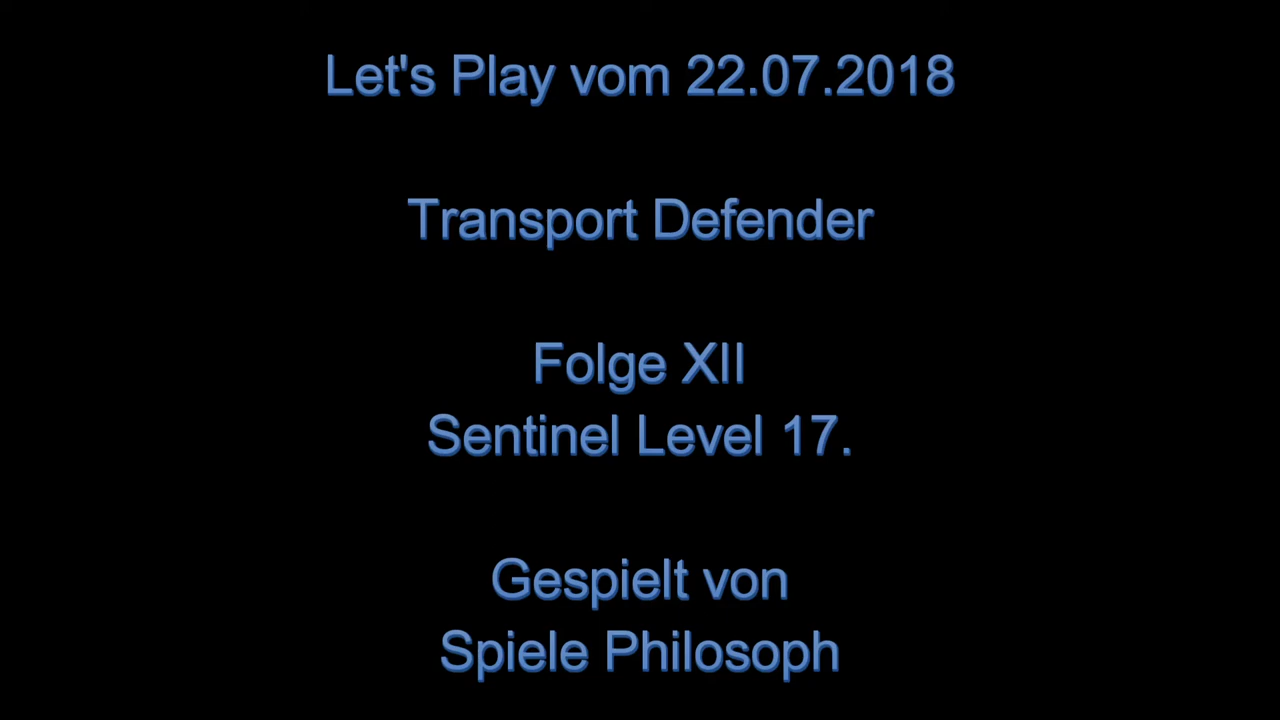 Let's Play vom 22.07.2018
Transport Defender
Folge XII
Sentinel Level 17.
Gespielt von
Spiele Philosoph